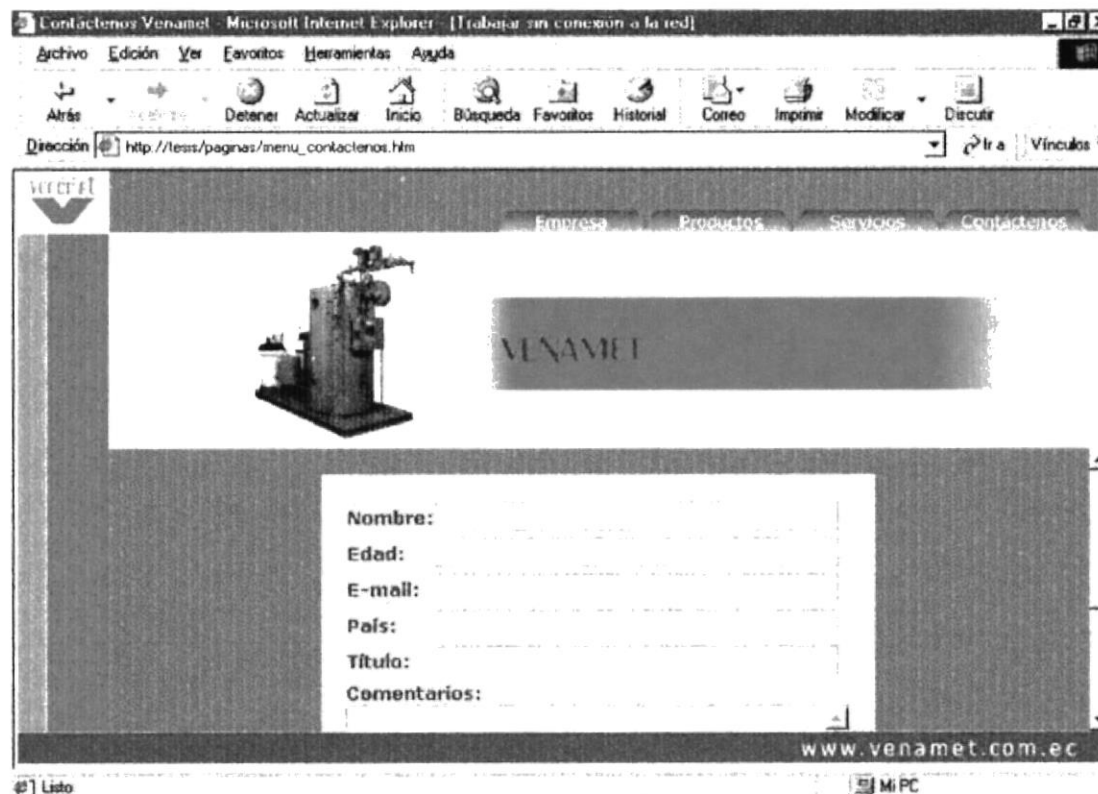 Contáctenos Venamet - Microsoft Internet Explorer - [Trabajar sin conexión a la red]
Archivo Edición Ver Favoritos Herramientas Ayuda
Atrás Detener Actualizar Inicio Búsqueda Favoritos Historial Correo Imprimir Modificar Discutir
Dirección http://tesis/paginas/menu_contactenos.htm Ir a Vínculos
venamet
Empresa Productos Servicios Contáctenos
VENAMET
Nombre:
Edad:
E-mail:
País:
Título:
Comentarios:
www.venamet.com.ec
Listo Mi PC